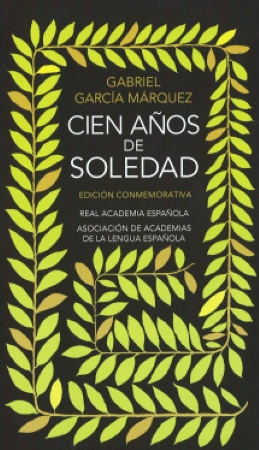 GABRIEL
GARCÍA MÁRQUEZ
CIEN AÑOS
DE
SOLEDAD
EDICIÓN CONMEMORATIVA
REAL ACADEMIA ESPAÑOLA
ASOCIACIÓN DE ACADEMIAS
DE LA LENGUA ESPAÑOLA